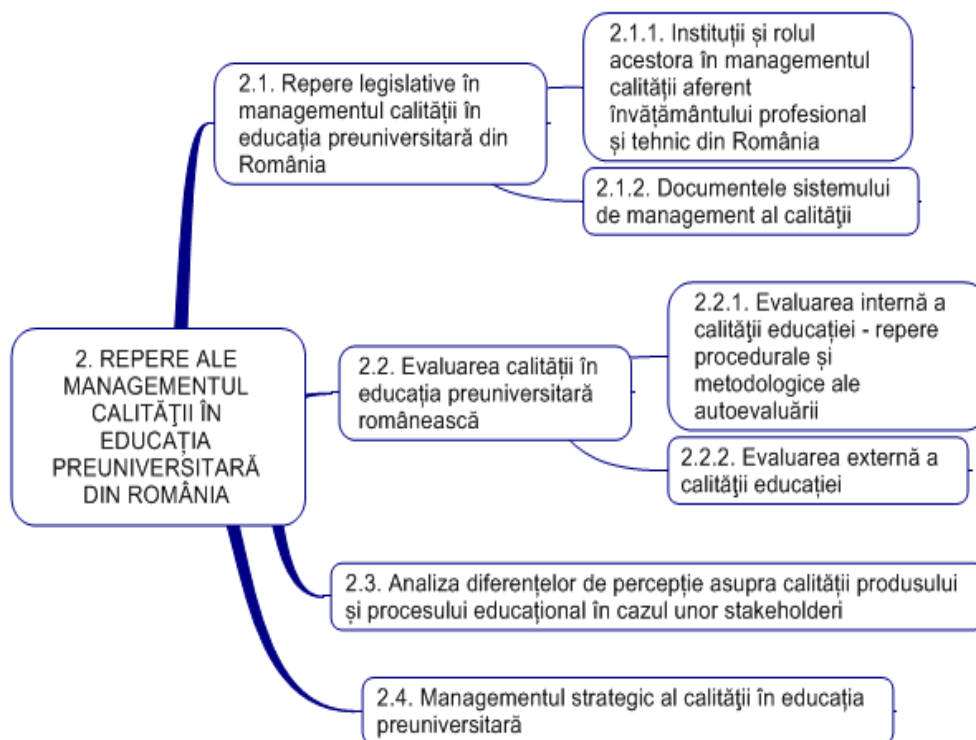 2. REPERE ALE
MANAGEMENTUL
CALITĂŢII ÎN
EDUCAȚIA
PREUNIVERSITARĂ
DIN ROMÂNIA
2.1. Repere legislative în
managementul calității în
educația preuniversitară din
România
2.1.1. Instituții și rolul
acestora în managementul
calității aferent
învățământului profesional
și tehnic din România
2.1.2. Documentele sistemului
de management al calităţii
2.2. Evaluarea calității în
educația preuniversitară
românească
2.2.1. Evaluarea internă a
calităţii educației - repere
procedurale și
metodologice ale
autoevaluării
2.2.2. Evaluarea externă a
calităţii educației
2.3. Analiza diferențelor de percepție asupra calității produsului
și procesului educațional în cazul unor stakeholderi
2.4. Managementul strategic al calităţii în educația
preuniversitară